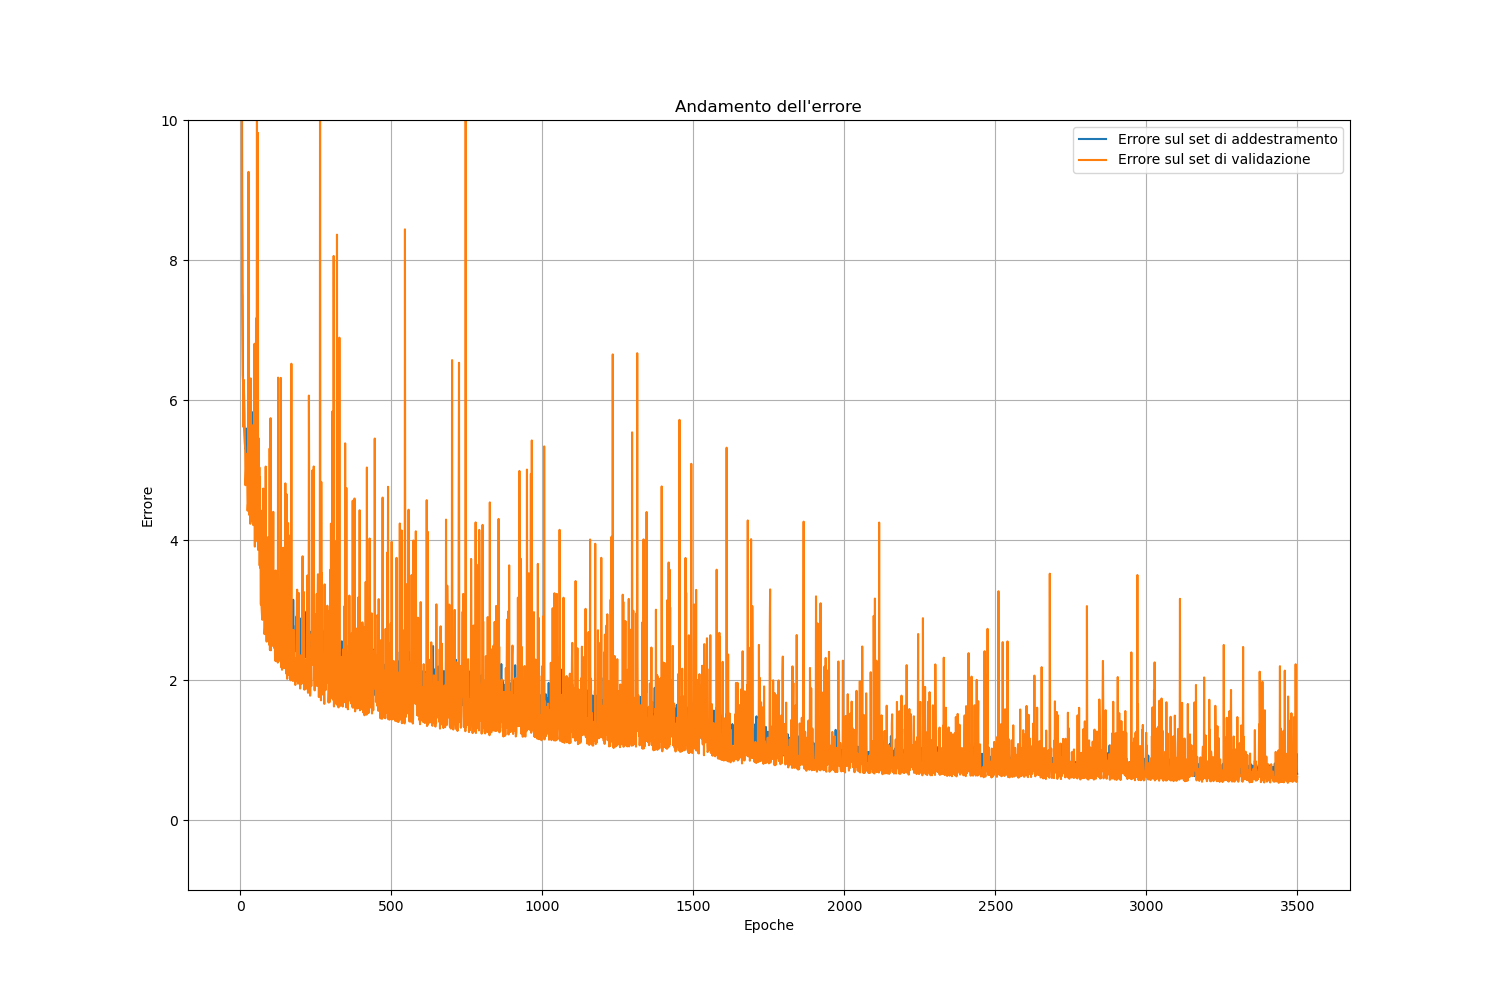 Andamento dell'errore
Errore sul set di addestramento
Errore sul set di validazione
10
8
6
4
2
0
Errore
0 500 1000 1500 2000 2500 3000 3500
Epoche